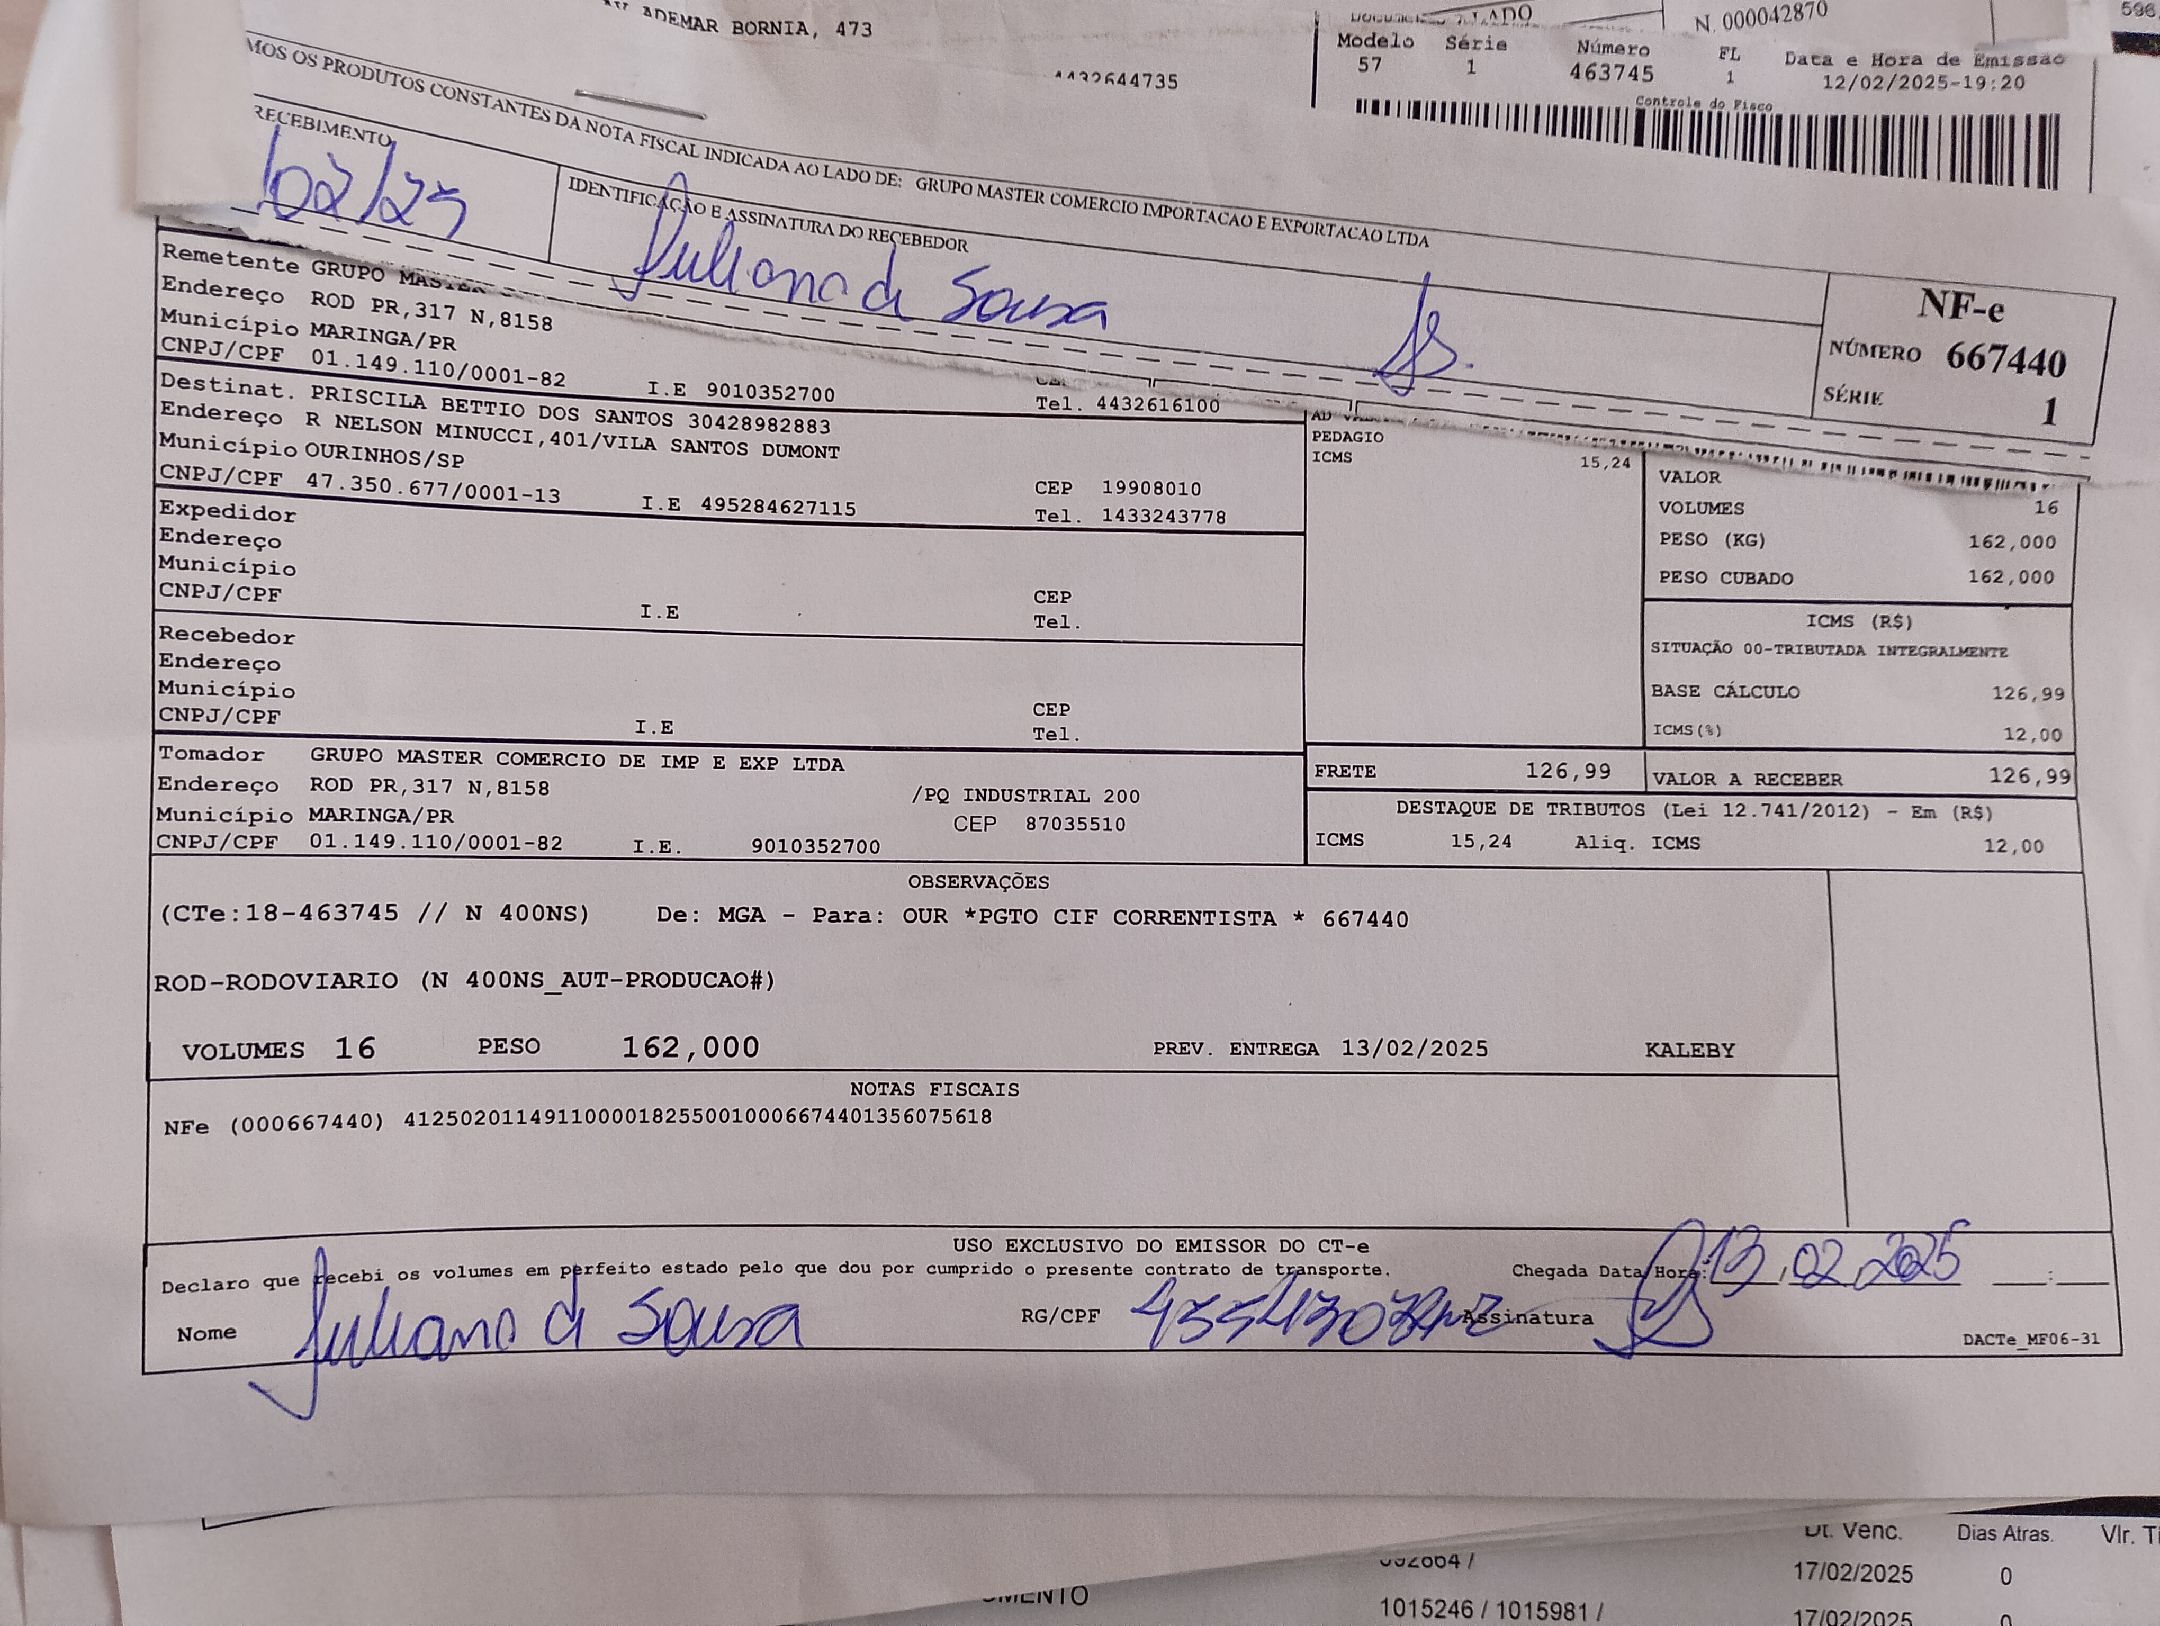 ADEMAR BORNIA, 473
4432644735
N. 000042870
596
Modelo Série Número FL Data e Hora de Emissão
57 1 463745 1 12/02/2025-19:20
Controle do Fisco
MOS OS PRODUTOS CONSTANTES DA NOTA FISCAL INDICADA AO LADO DE: GRUPO MASTER COMERCIO IMPORTACAO E EXPORTACAO LTDA
RECEBIMENTO
/02/25
IDENTIFICAÇÃO E ASSINATURA DO RECEBEDOR
Juliano d Sousa
NF-e
NÚMERO 667440
SÉRIE 1
Remetente GRUPO MASTER
Endereço ROD PR,317 N,8158
Município MARINGA/PR
CNPJ/CPF 01.149.110/0001-82 I.E 9010352700 Tel. 4432616100
Destinat. PRISCILA BETTIO DOS SANTOS 30428982883
Endereço R NELSON MINUCCI,401/VILA SANTOS DUMONT
Município OURINHOS/SP CEP 19908010
CNPJ/CPF 47.350.677/0001-13 I.E 495284627115 Tel. 1433243778
Expedidor
Endereço
Município CEP
CNPJ/CPF I.E Tel.
Recebedor
Endereço
Município CEP
CNPJ/CPF I.E Tel.
Tomador GRUPO MASTER COMERCIO DE IMP E EXP LTDA
Endereço ROD PR,317 N,8158 /PQ INDUSTRIAL 200
Município MARINGA/PR CEP 87035510
CNPJ/CPF 01.149.110/0001-82 I.E. 9010352700
AD
PEDAGIO
ICMS 15,24
VALOR
VOLUMES 16
PESO (KG) 162,000
PESO CUBADO 162,000
ICMS (R$)
SITUAÇÃO 00-TRIBUTADA INTEGRALMENTE
BASE CÁLCULO 126,99
ICMS(%) 12,00
FRETE 126,99 VALOR A RECEBER 126,99
DESTAQUE DE TRIBUTOS (Lei 12.741/2012) - Em (R$)
ICMS 15,24 Aliq. ICMS 12,00
OBSERVAÇÕES
(CTe:18-463745 // N 400NS) De: MGA - Para: OUR *PGTO CIF CORRENTISTA * 667440
ROD-RODOVIARIO (N 400NS_AUT-PRODUCAO#)
VOLUMES 16 PESO 162,000 PREV. ENTREGA 13/02/2025 KALEBY
NOTAS FISCAIS
NFe (000667440) 41250201149110000182550010006674401356075618
USO EXCLUSIVO DO EMISSOR DO CT-e
Declaro que recebi os volumes em perfeito estado pelo que dou por cumprido o presente contrato de transporte. Chegada Data/Hora: 13,02 2025 ___:___
Nome Juliano d Sousa RG/CPF Assinatura
DACTe_MF06-31
Dt. Venc. Dias Atras. Vlr. Ti
17/02/2025 0
1015246 / 1015981 / 17/02/2025 0